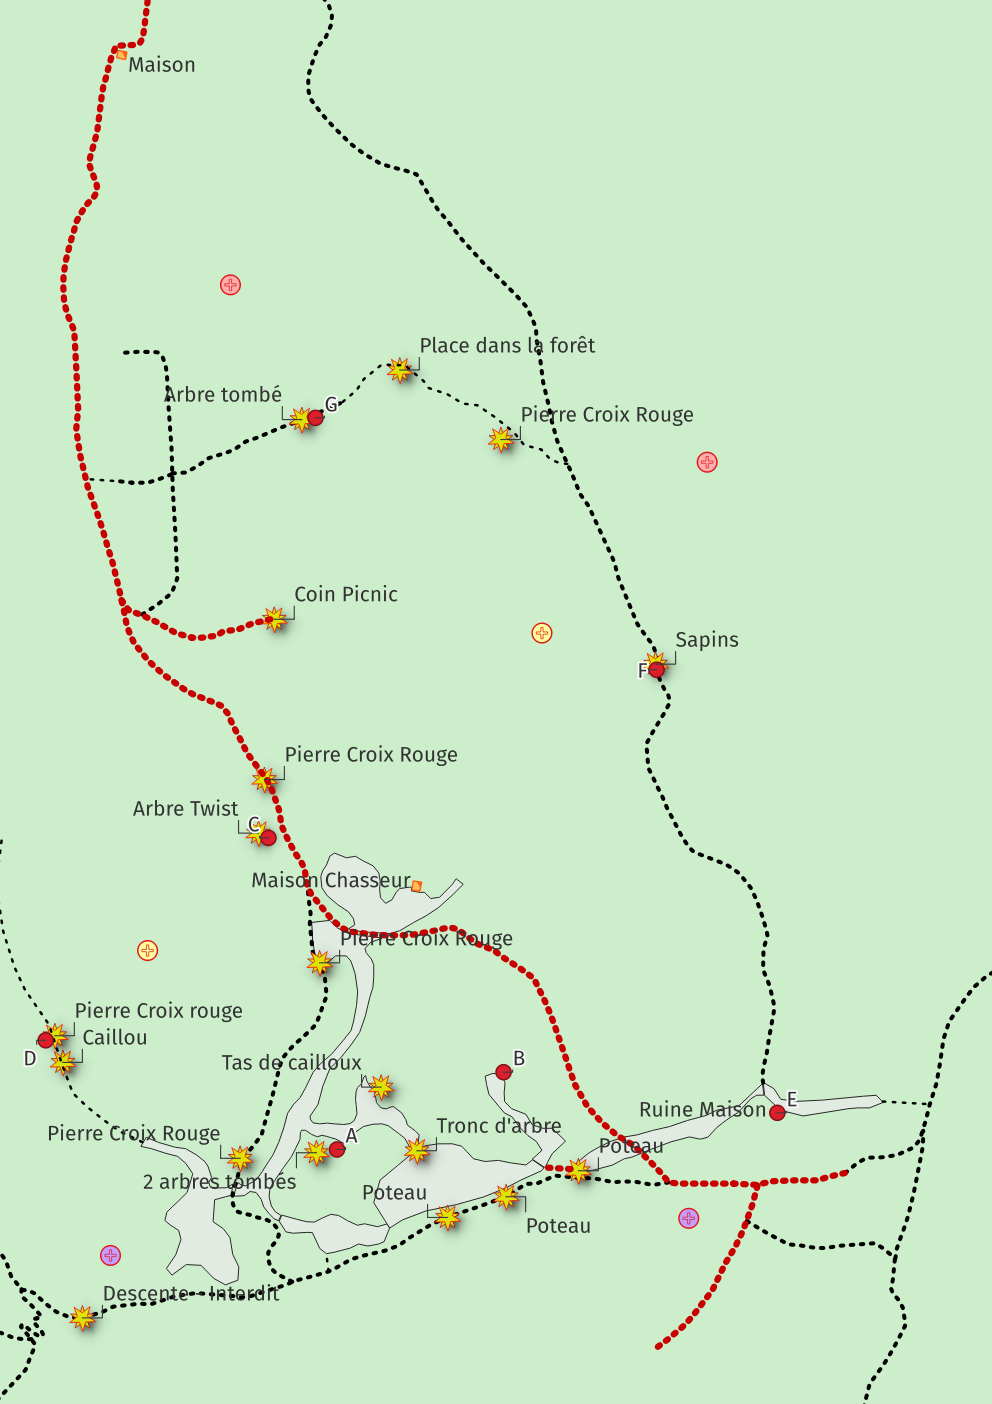 Maison
Place dans la forêt
Arbre tombé
G
Pierre Croix Rouge
Coin Picnic
Sapins
F
Pierre Croix Rouge
Arbre Twist
C
Maison Chasseur
Pierre Croix Rouge
Pierre Croix rouge
Caillou
D
B
Tas de cailloux
E
Ruine Maison
Tronc d'arbre
Pierre Croix Rouge
A
Poteau
2 arbres tombés
Poteau
Poteau
Descente - Interdit